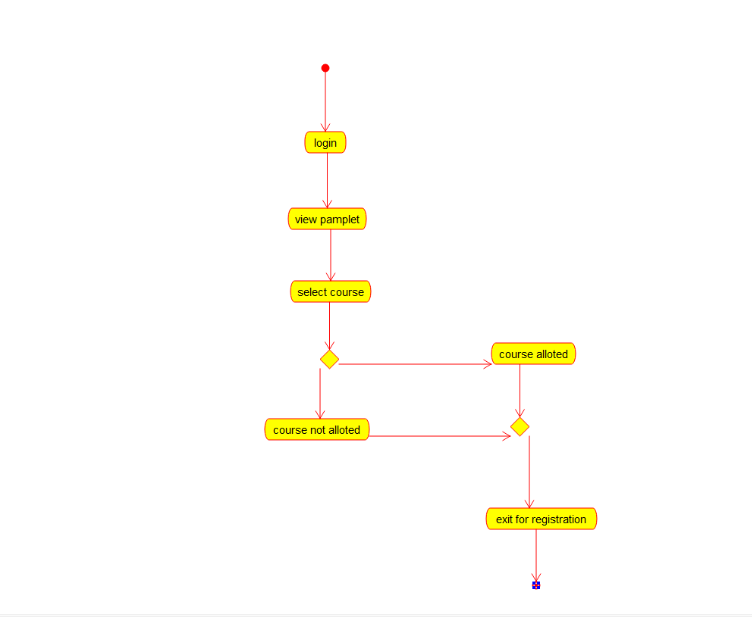 login
view pamplet
select course
course alloted
course not alloted
exit for registration